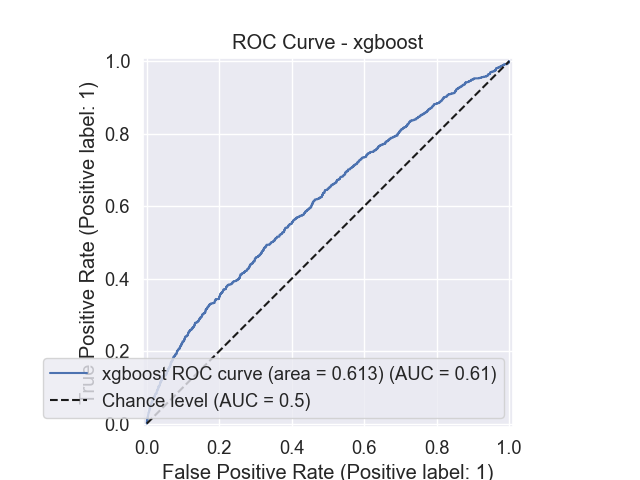 ROC Curve - xgboost
1.0
0.8
0.6
0.4
0.2
0.0
True Positive Rate (Positive label: 1)
xgboost ROC curve (area = 0.613) (AUC = 0.61)
Chance level (AUC = 0.5)
0.0 0.2 0.4 0.6 0.8 1.0
False Positive Rate (Positive label: 1)